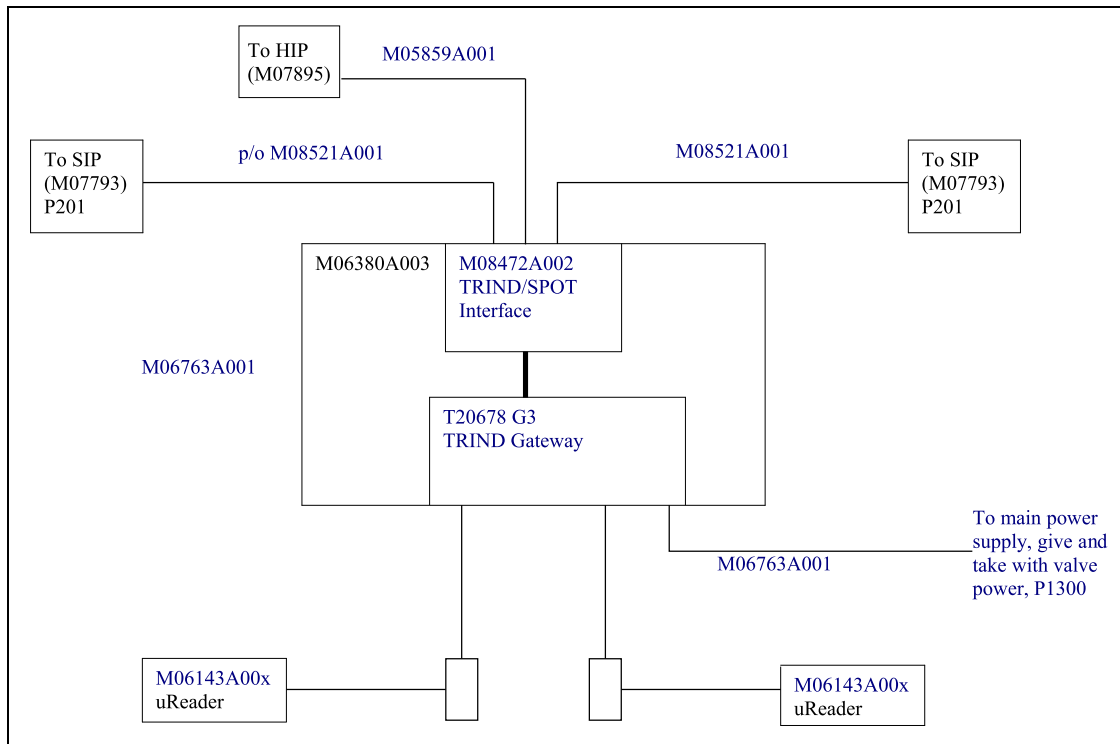 To HIP
(M07895)
M05859A001
To SIP
(M07793)
P201
p/o M08521A001
M08521A001
To SIP
(M07793)
P201
M06380A003
M08472A002
TRIND/SPOT
Interface
M06763A001
T20678 G3
TRIND Gateway
To main power
supply, give and
take with valve
power, P1300
M06763A001
M06143A00x
uReader
M06143A00x
uReader